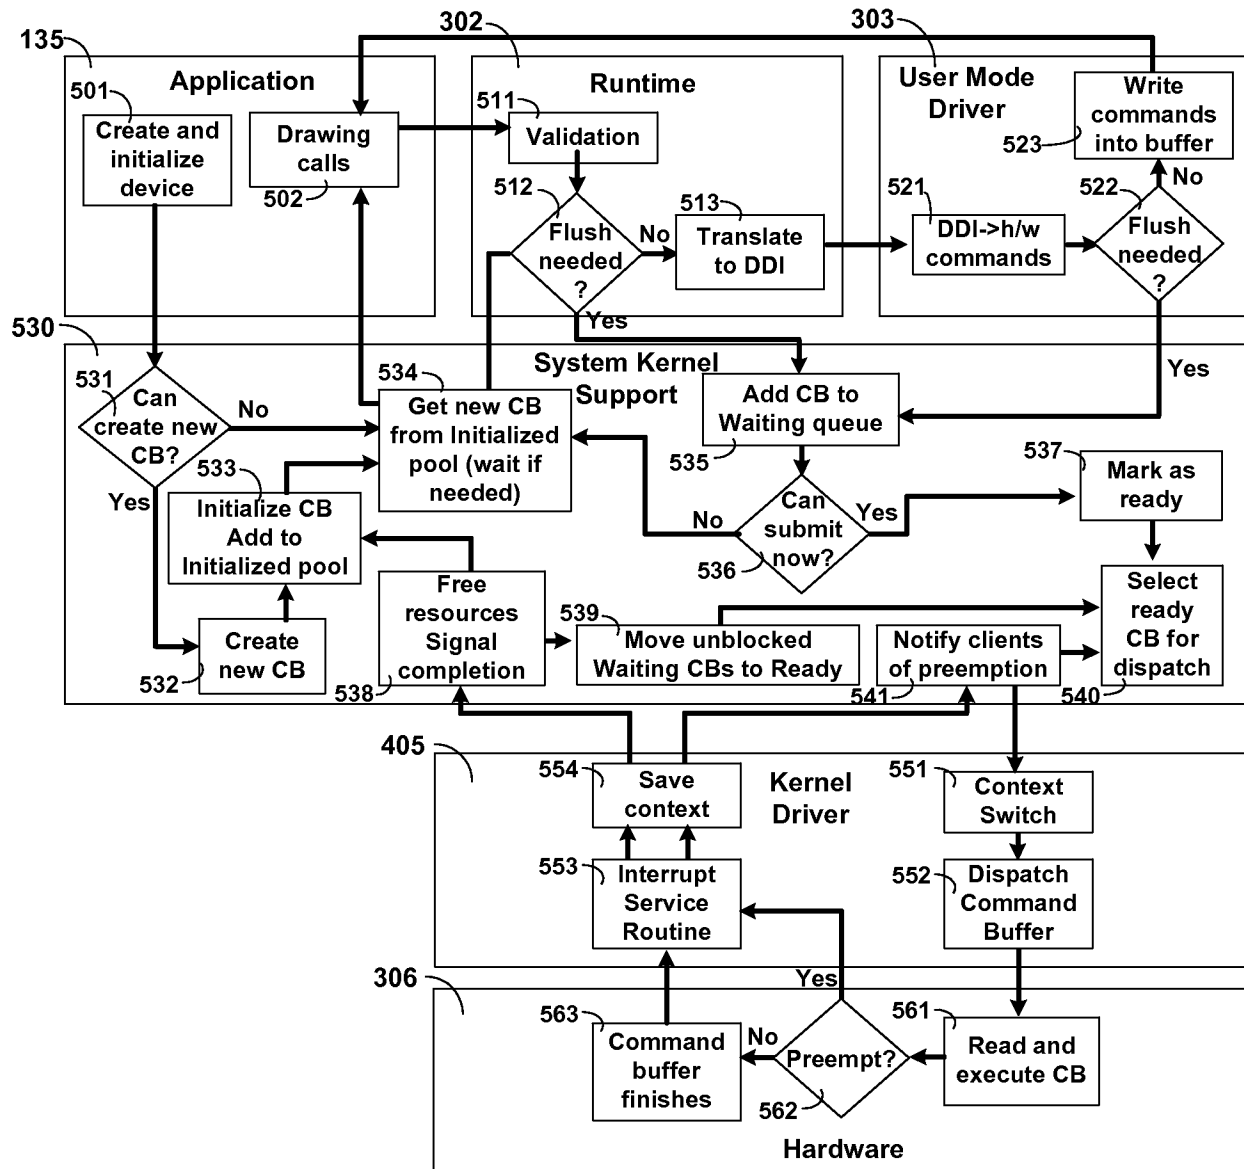 135
Application
501
Create and
initialize
device
Drawing
calls
502
302
Runtime
511
Validation
512
Flush
needed
?
No
Yes
513
Translate
to DDI
303
User Mode
Driver
Write
commands
into buffer
523
No
521
DDI->h/w
commands
522
Flush
needed
?
Yes
530
System Kernel
Support
531
Can
create new
CB?
No
Yes
534
Get new CB
from Initialized
pool (wait if
needed)
533
Initialize CB
Add to
Initialized pool
Create
new CB
532
Add CB to
Waiting queue
535
Can
submit
now?
536
No
Yes
537
Mark as
ready
Free
resources
Signal
completion
538
539
Move unblocked
Waiting CBs to Ready
Notify clients
of preemption
541
Select
ready
CB for
dispatch
540
405
Kernel
Driver
554
Save
context
551
Context
Switch
553
Interrupt
Service
Routine
552
Dispatch
Command
Buffer
306
Yes
563
Command
buffer
finishes
No
Preempt?
562
561
Read and
execute CB
Hardware